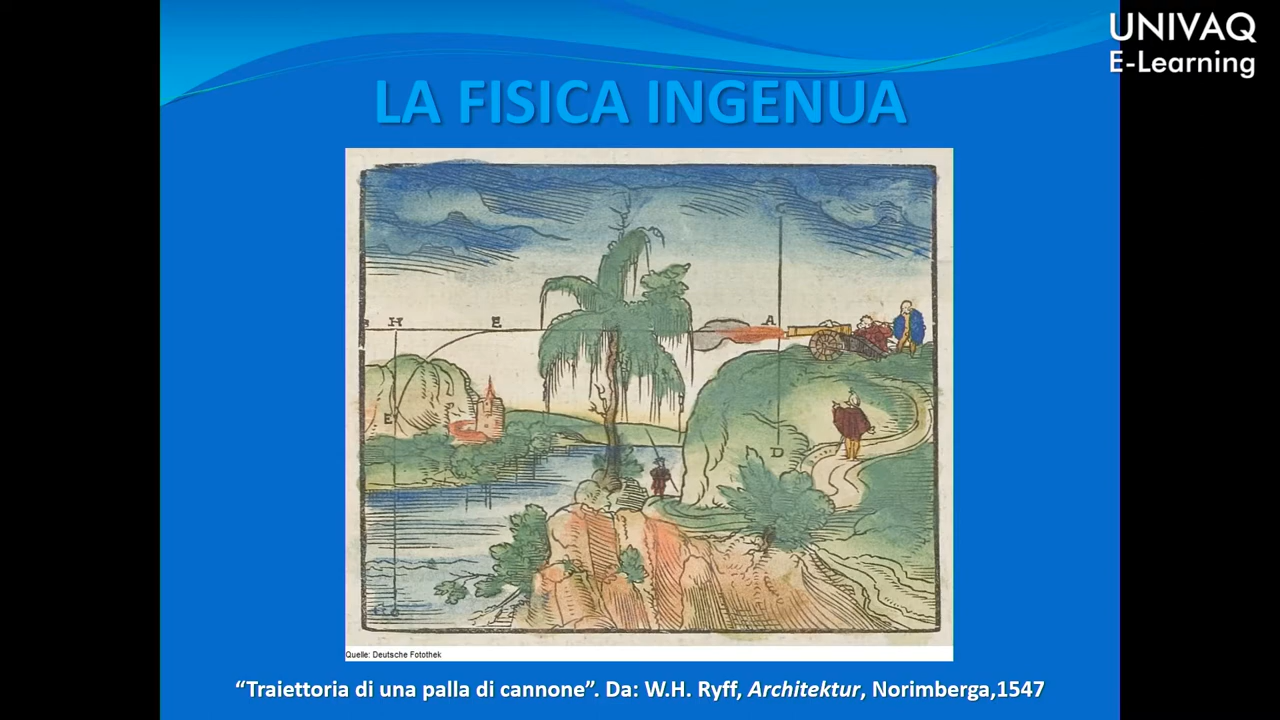 UNIVAQ
E-Learning
LA FISICA INGENUA
C
H E A
E
D
Quelle: Deutsche Fotothek
“Traiettoria di una palla di cannone”. Da: W.H. Ryff, Architektur, Norimberga,1547